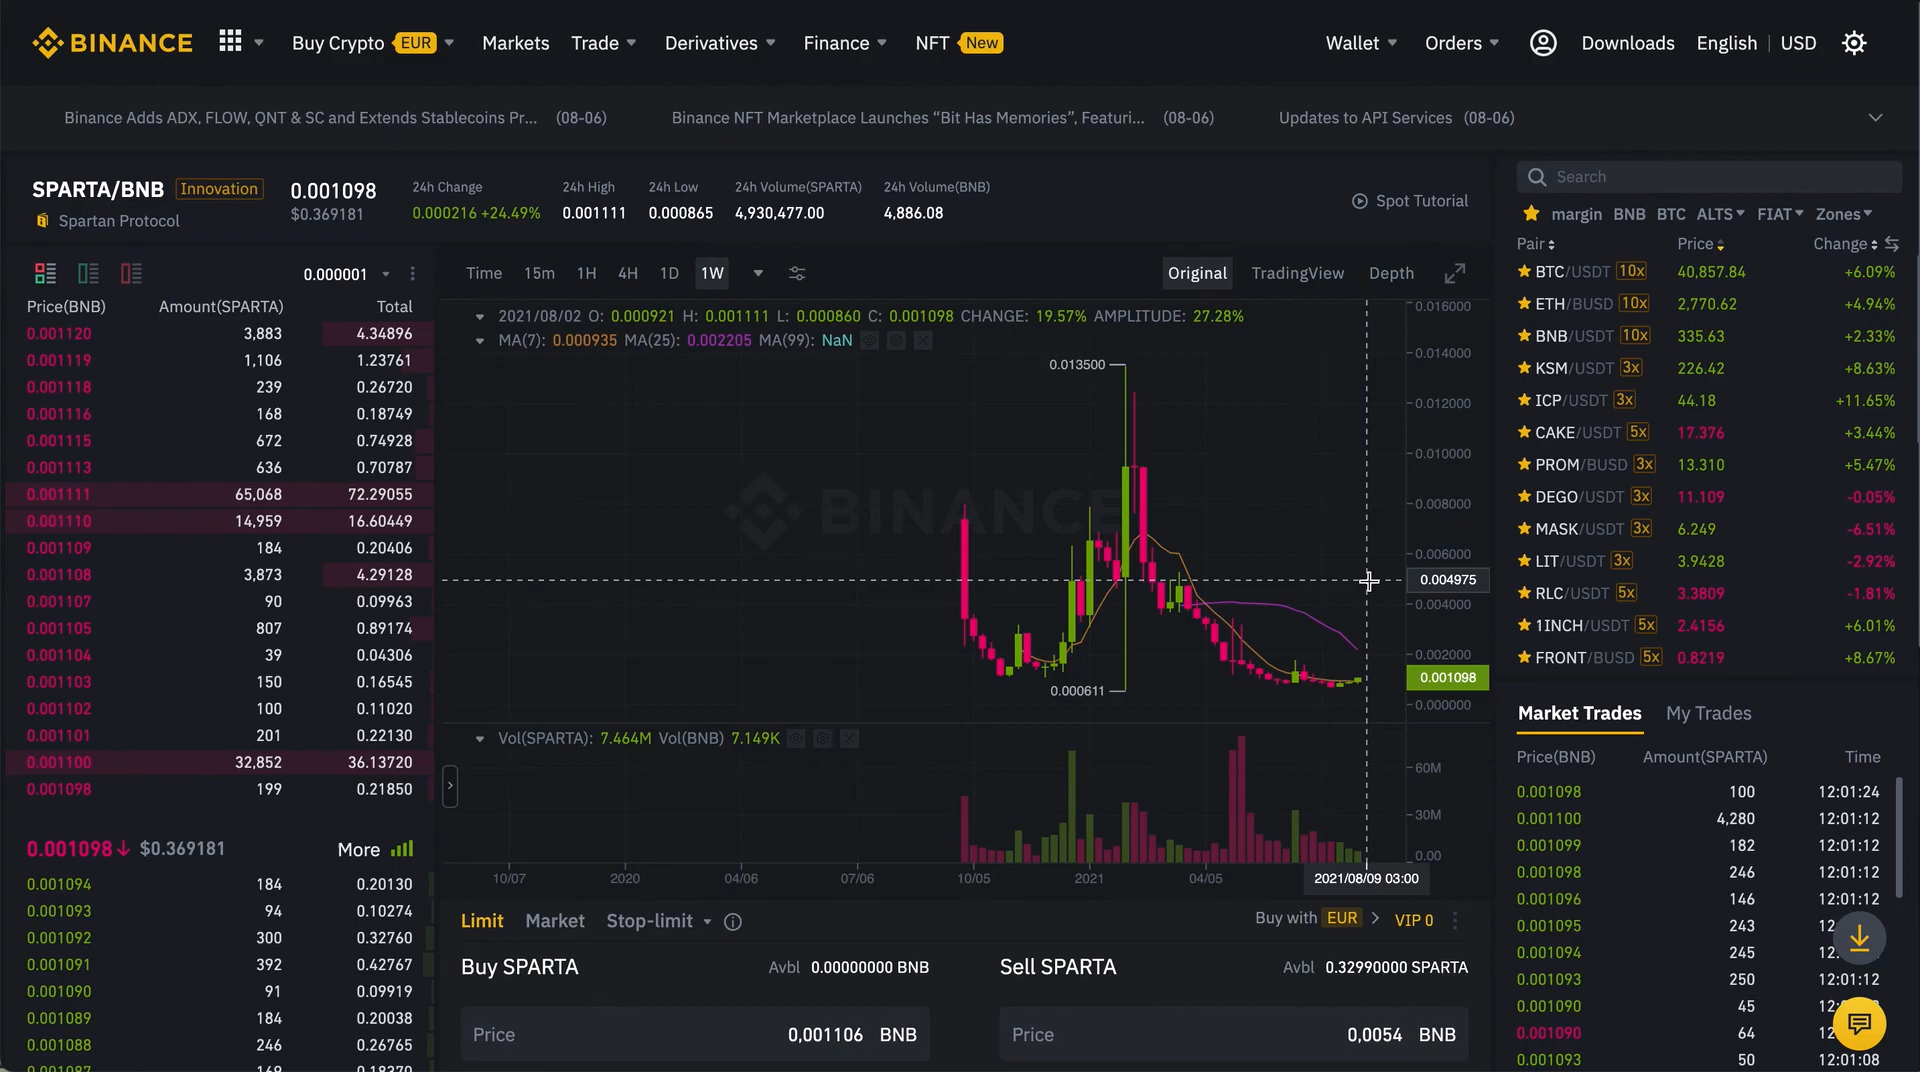 BINANCE
Buy Crypto EUR
Markets
Trade
Derivatives
Finance
NFT New
Wallet
Orders
Downloads
English | USD
Binance Adds ADX, FLOW, QNT & SC and Extends Stablecoins Pr... (08-06)
Binance NFT Marketplace Launches “Bit Has Memories”, Featuri... (08-06)
Updates to API Services (08-06)
SPARTA/BNB Innovation
Spartan Protocol
0.001098
$0.369181
24h Change
0.000216 +24.49%
24h High
0.001111
24h Low
0.000865
24h Volume(SPARTA)
4,930,477.00
24h Volume(BNB)
4,886.08
Spot Tutorial
0.000001
Price(BNB) Amount(SPARTA) Total
0.001120 3,883 4.34896
0.001119 1,106 1.23761
0.001118 239 0.26720
0.001116 168 0.18749
0.001115 672 0.74928
0.001113 636 0.70787
0.001111 65,068 72.29055
0.001110 14,959 16.60449
0.001109 184 0.20406
0.001108 3,873 4.29128
0.001107 90 0.09963
0.001105 807 0.89174
0.001104 39 0.04306
0.001103 150 0.16545
0.001102 100 0.11020
0.001101 201 0.22130
0.001100 32,852 36.13720
0.001098 199 0.21850
0.001098↓ $0.369181 More
0.001094 184 0.20130
0.001093 94 0.10274
0.001092 300 0.32760
0.001091 392 0.42767
0.001090 91 0.09919
0.001089 184 0.20038
0.001088 246 0.26765
Time 15m 1H 4H 1D 1W
Original TradingView Depth
2021/08/02 O: 0.000921 H: 0.001111 L: 0.000860 C: 0.001098 CHANGE: 19.57% AMPLITUDE: 27.28%
MA(7): 0.000935 MA(25): 0.002205 MA(99): NaN
0.013500
0.000611
BINANCE
0.016000
0.014000
0.012000
0.010000
0.008000
0.006000
0.004975
0.004000
0.002000
0.001098
0.000000
Vol(SPARTA): 7.464M Vol(BNB) 7.149K
60M
30M
0.00
10/07 2020 04/06 07/06 10/05 2021 04/05 2021/08/09 03:00
Limit Market Stop-limit
Buy with EUR > VIP 0
Buy SPARTA
Avbl 0.00000000 BNB
Price 0,001106 BNB
Sell SPARTA
Avbl 0.32990000 SPARTA
Price 0,0054 BNB
Search
margin BNB BTC ALTS FIAT Zones
Pair Price Change
BTC/USDT 10x 40,857.84 +6.09%
ETH/BUSD 10x 2,770.62 +4.94%
BNB/USDT 10x 335.63 +2.33%
KSM/USDT 3x 226.42 +8.63%
ICP/USDT 3x 44.18 +11.65%
CAKE/USDT 5x 17.376 +3.44%
PROM/BUSD 3x 13.310 +5.47%
DEGO/USDT 3x 11.109 -0.05%
MASK/USDT 3x 6.249 -6.51%
LIT/USDT 3x 3.9428 -2.92%
RLC/USDT 5x 3.3809 -1.81%
1INCH/USDT 5x 2.4156 +6.01%
FRONT/BUSD 5x 0.8219 +8.67%
Market Trades My Trades
Price(BNB) Amount(SPARTA) Time
0.001098 100 12:01:24
0.001100 4,280 12:01:12
0.001099 182 12:01:12
0.001098 246 12:01:12
0.001096 146 12:01:12
0.001095 243 12:
0.001094 245 12:
0.001093 250 12:01:12
0.001090 45 12:
0.001090 64 12:
0.001093 50 12:01:08